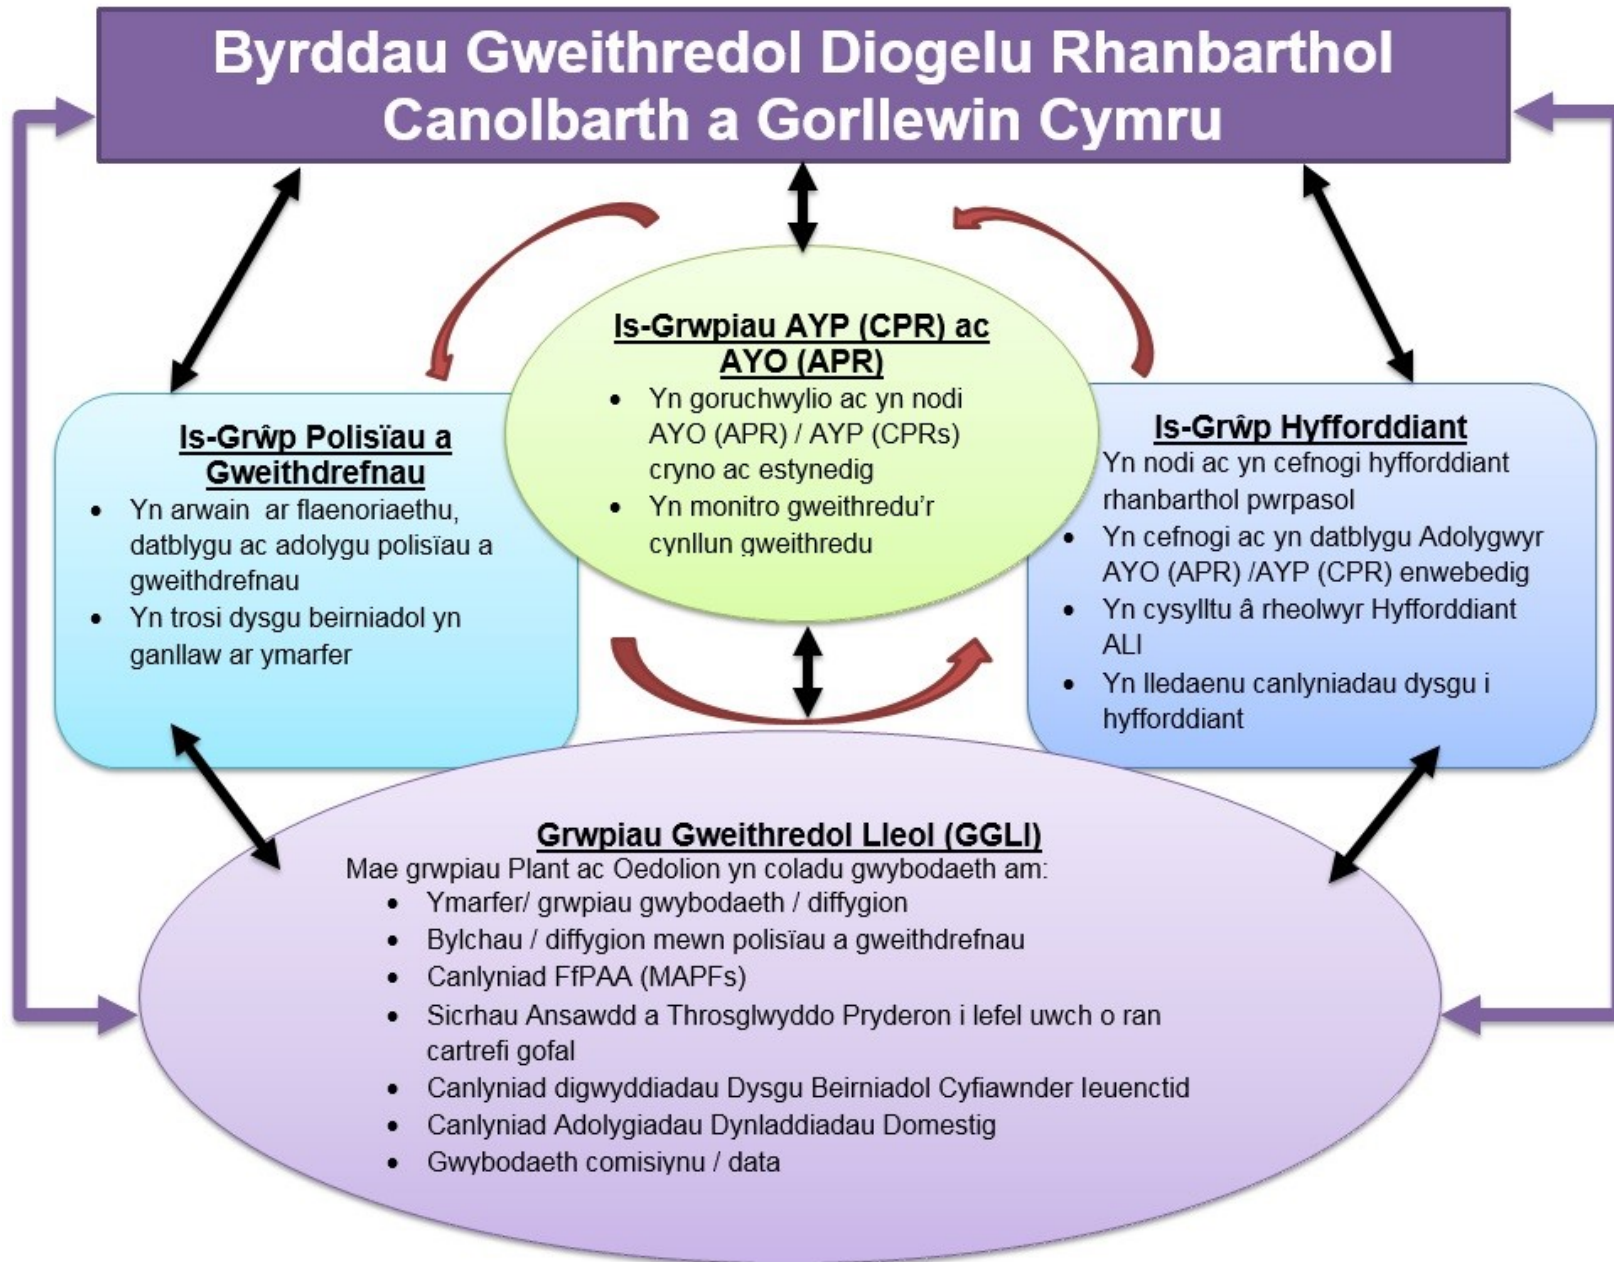 Byrddau Gweithredol Diogelu Rhanbarthol
Canolbarth a Gorllewin Cymru
Is-Grwpiau AYP (CPR) ac
AYO (APR)
• Yn goruchwylio ac yn nodi
AYO (APR) / AYP (CPRs)
cryno ac estynedig
• Yn monitro gweithredu'r
cynllun gweithredu
Is-Grŵp Polisïau a
Gweithdrefnau
• Yn arwain ar flaenoriaethu,
datblygu ac adolygu polisïau a
gweithdrefnau
• Yn trosi dysgu beirniadol yn
ganllaw ar ymarfer
Is-Grŵp Hyfforddiant
Yn nodi ac yn cefnogi hyfforddiant
rhanbarthol pwrpasol
• Yn cefnogi ac yn datblygu Adolygwyr
AYO (APR) /AYP (CPR) enwebedig
• Yn cysylltu â rheolwyr Hyfforddiant
ALl
• Yn lledaenu canlyniadau dysgu i
hyfforddiant
Grwpiau Gweithredol Lleol (GGLl)
Mae grwpiau Plant ac Oedolion yn coladu gwybodaeth am:
• Ymarfer/ grwpiau gwybodaeth / diffygion
• Bylchau / diffygion mewn polisïau a gweithdrefnau
• Canlyniad FfPAA (MAPFs)
• Sicrhau Ansawdd a Throsglwyddo Pryderon i lefel uwch o ran
cartrefi gofal
• Canlyniad digwyddiadau Dysgu Beirniadol Cyfiawnder Ieuenctid
• Canlyniad Adolygiadau Dynladdiadau Domestig
• Gwybodaeth comisiynu / data